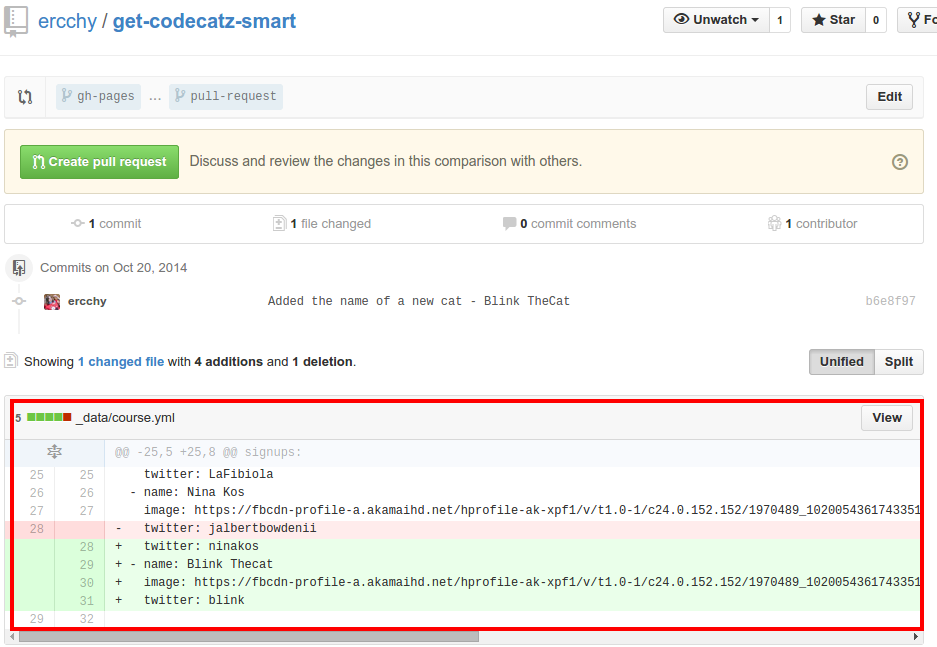 ercchy / get-codecatz-smart
Unwatch 1 Star 0 Fo
gh-pages ... pull-request Edit
Create pull request Discuss and review the changes in this comparison with others. ?
1 commit 1 file changed 0 commit comments 1 contributor
Commits on Oct 20, 2014
ercchy Added the name of a new cat - Blink TheCat b6e8f97
Showing 1 changed file with 4 additions and 1 deletion. Unified Split
5 _data/course.yml View
@@ -25,5 +25,8 @@ signups:
25 25 twitter: LaFibiola
26 26 - name: Nina Kos
27 27 image: https://fbcdn-profile-a.akamaihd.net/hprofile-ak-xpf1/v/t1.0-1/c24.0.152.152/1970489_1020054361743351
28 - twitter: jalbertbowdenii
28 + twitter: ninakos
29 + - name: Blink Thecat
30 + image: https://fbcdn-profile-a.akamaihd.net/hprofile-ak-xpf1/v/t1.0-1/c24.0.152.152/1970489_1020054361743351
31 + twitter: blink
29 32